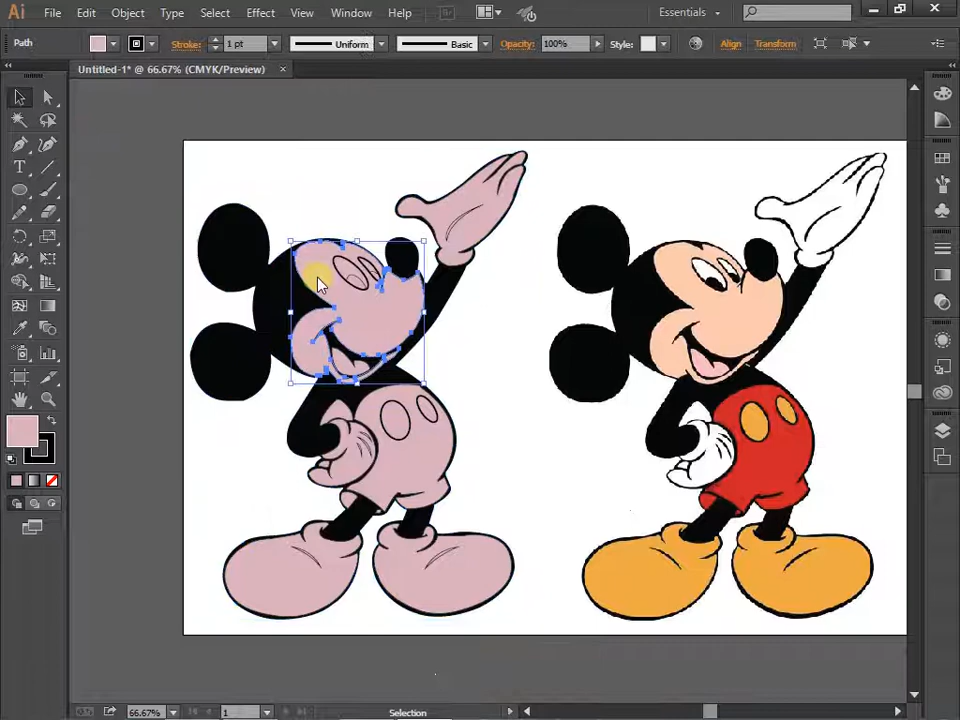 Ai File Edit Object Type Select Effect View Window Help Br Essentials
Path Stroke: 1 pt Uniform Basic Opacity: 100% Style: Align Transform
Untitled-1* @ 66.67% (CMYK/Preview) ×
T
66.67% 1 Selection